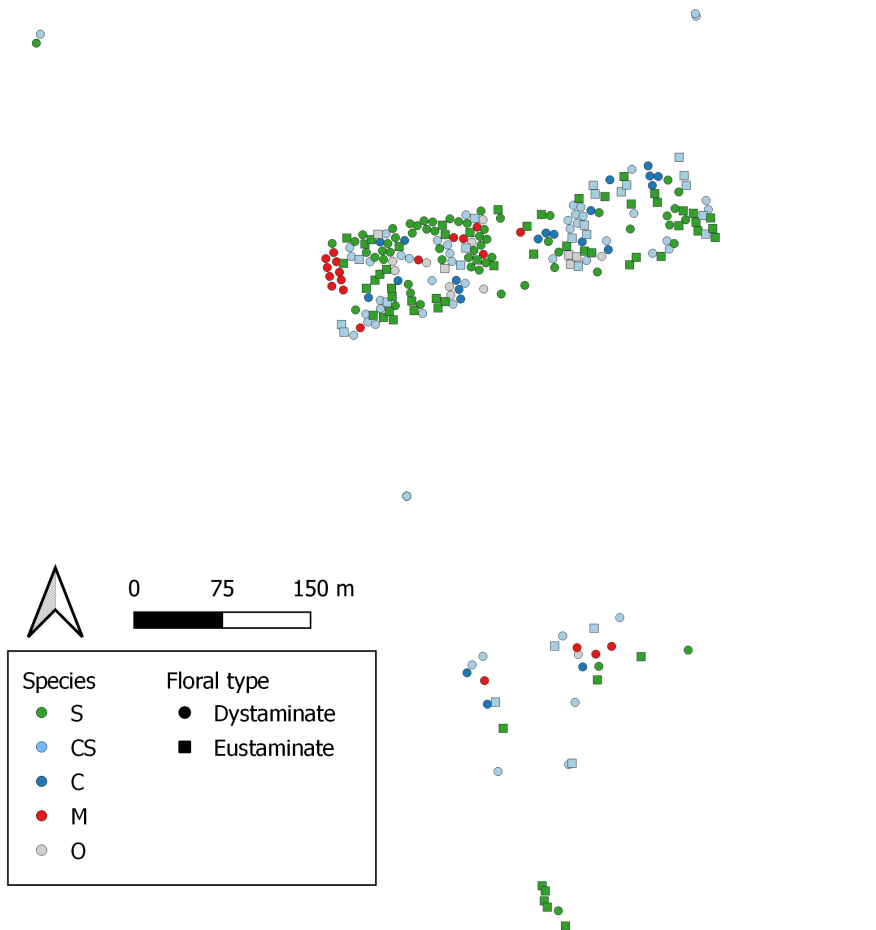 0 75 150 m
Species Floral type
S Dystaminate
CS Eustaminate
C
M
O